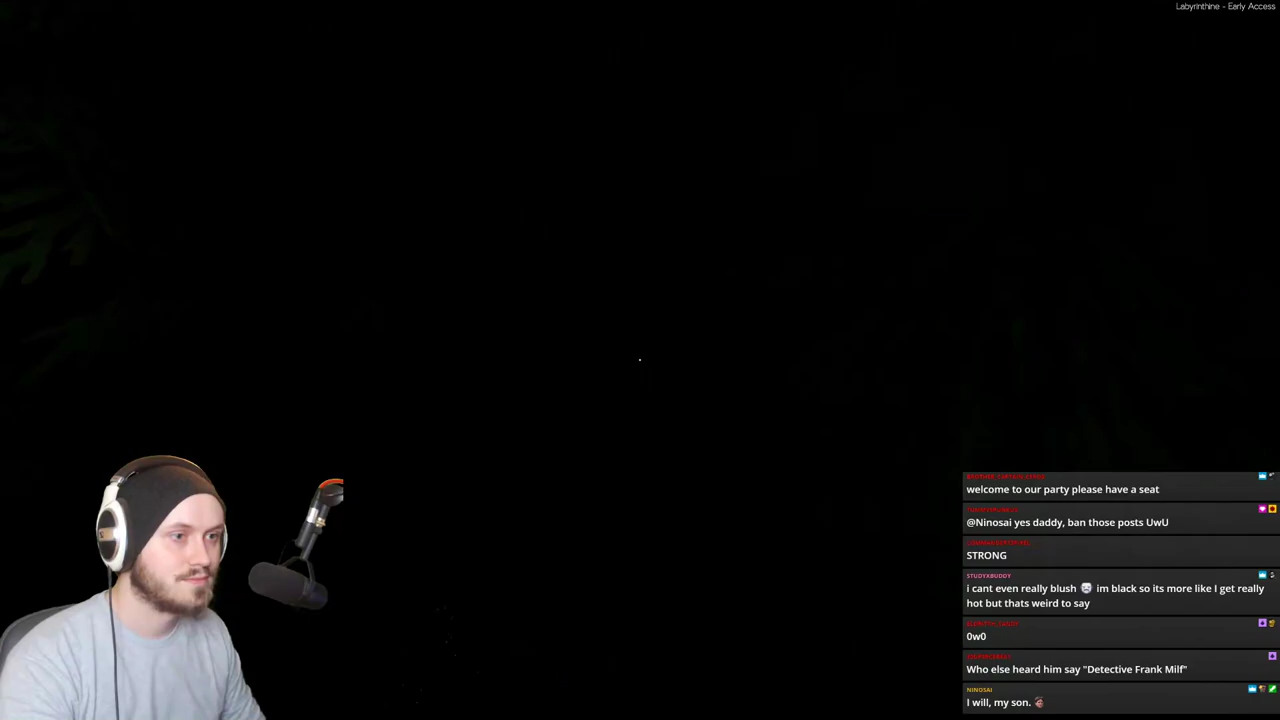 Labyrinthine - Early Access
welcome to our party please have a seat
@Ninosai yes daddy, ban those posts UwU
STRONG
STUDYXBUDDY
i cant even really blush im black so its more like I get really
hot but thats weird to say
0w0
Who else heard him say "Detective Frank Milf"
NINOSAI
I will, my son.